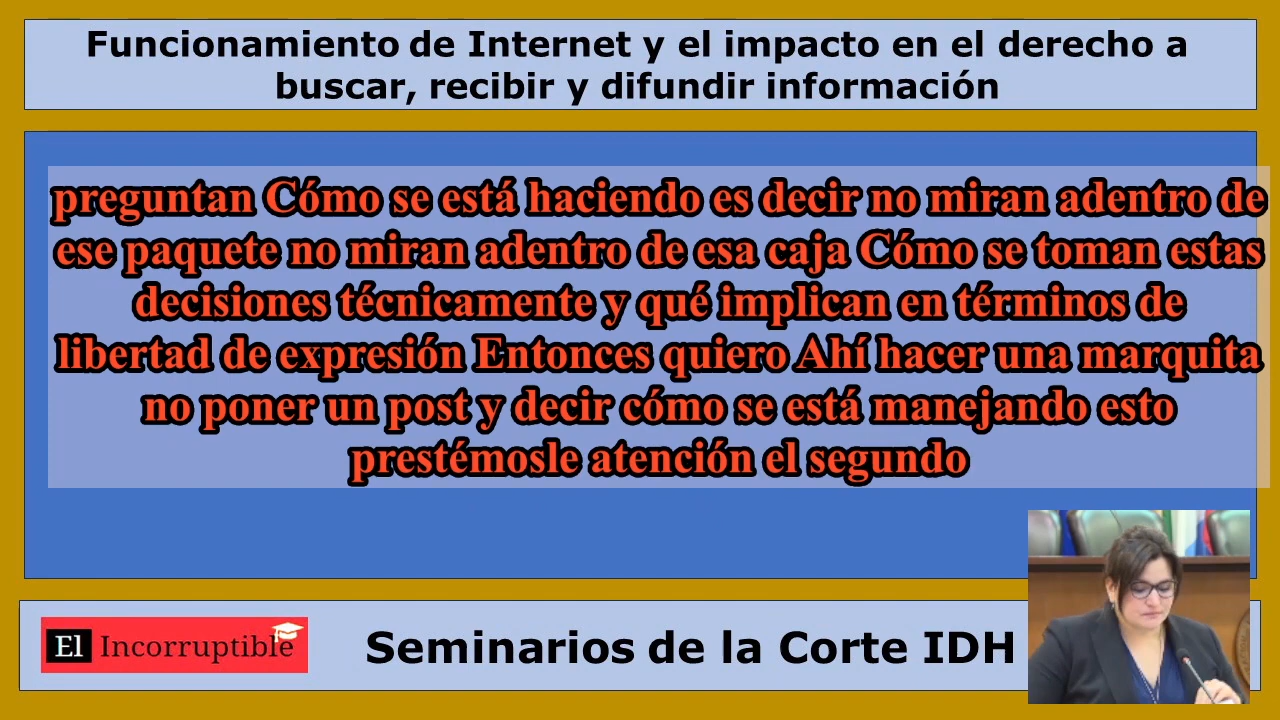 Funcionamiento de Internet y el impacto en el derecho a
buscar, recibir y difundir información
preguntan Cómo se está haciendo es decir no miran adentro de
ese paquete no miran adentro de esa caja Cómo se toman estas
decisiones técnicamente y qué implican en términos de
libertad de expresión Entonces quiero Ahí hacer una marquita
no poner un post y decir cómo se está manejando esto
prestémosle atención el segundo
El Incorruptible
Seminarios de la Corte IDH